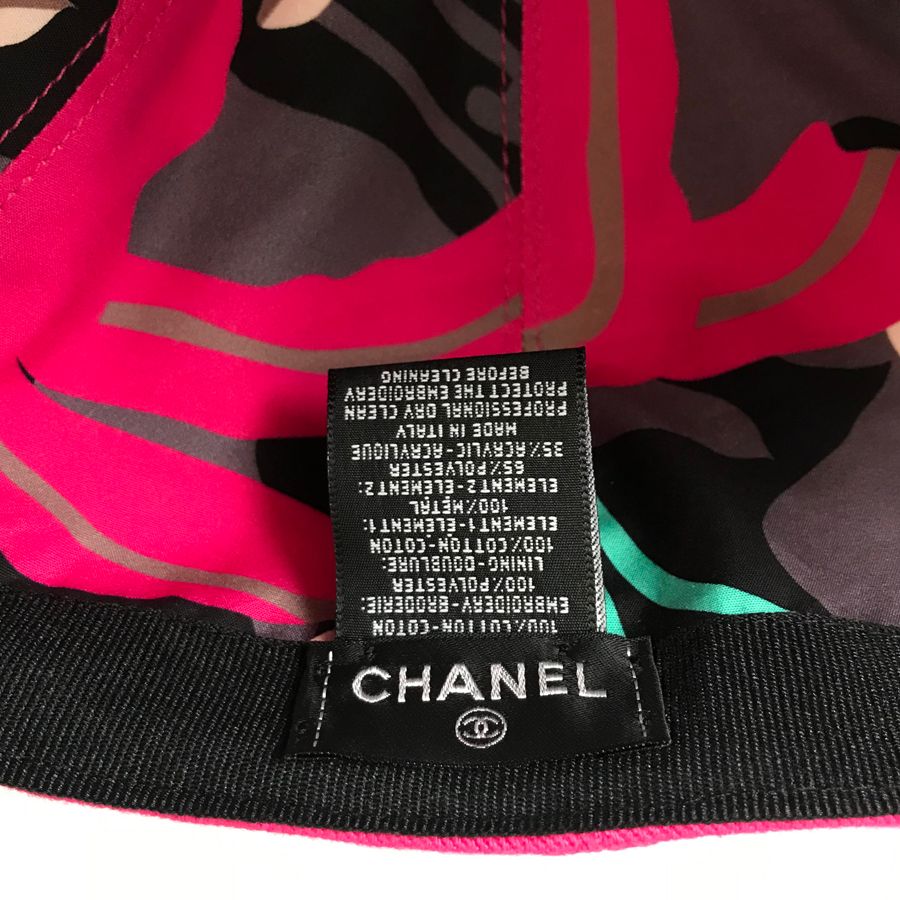 100% COTTON-COTON
EMBROIDERY-BRODERIE:
100% POLYESTER
LINING-DOUBLURE:
100% COTTON-COTON
ELEMENT1-ELEMENT1:
100% METAL
ELEMENT2-ELEMENT2:
65% POLYESTER
35% ACRYLIC-ACRYLIQUE
MADE IN ITALY
PROFESSIONAL DRY CLEAN
PROTECT THE EMBROIDERY
BEFORE CLEANING
CHANEL